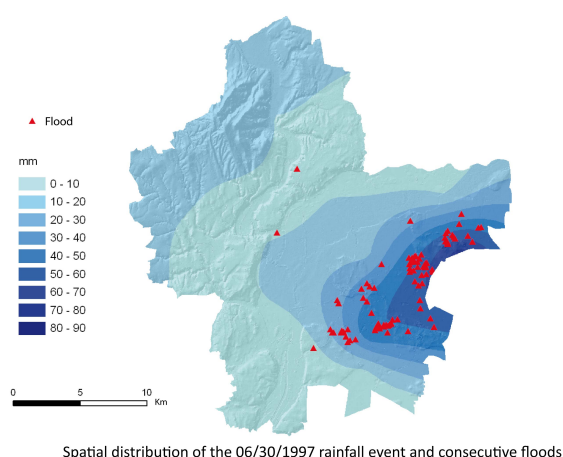 Flood
mm
0 - 10
10 - 20
20 - 30
30 - 40
40 - 50
50 - 60
60 - 70
70 - 80
80 - 90
0 5 10
Km
Spatial distribution of the 06/30/1997 rainfall event and consecutive floods